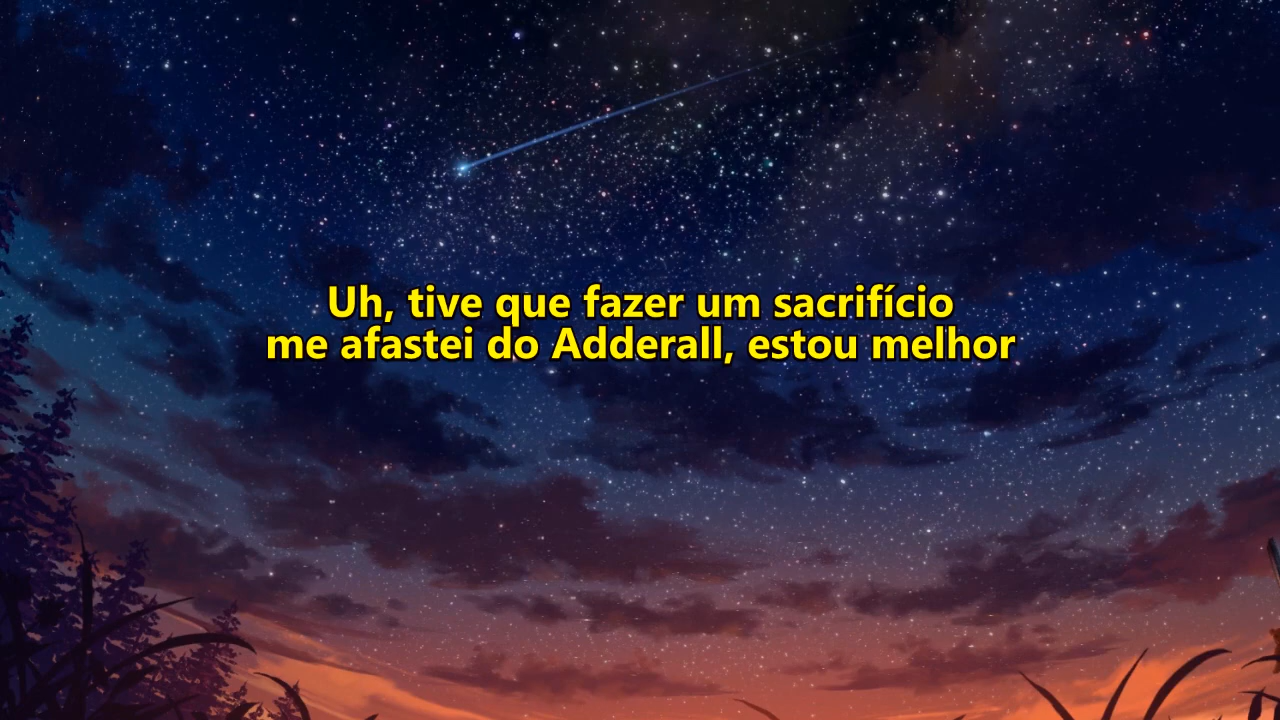 Uh, tive que fazer um sacrifício
me afastei do Adderall, estou melhor